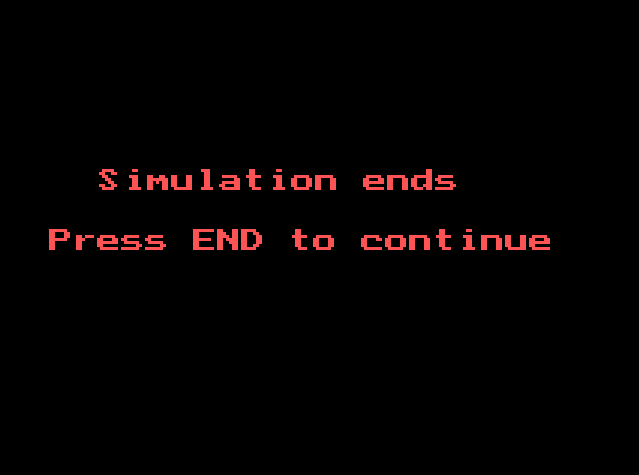 Simulation ends
Press END to continue